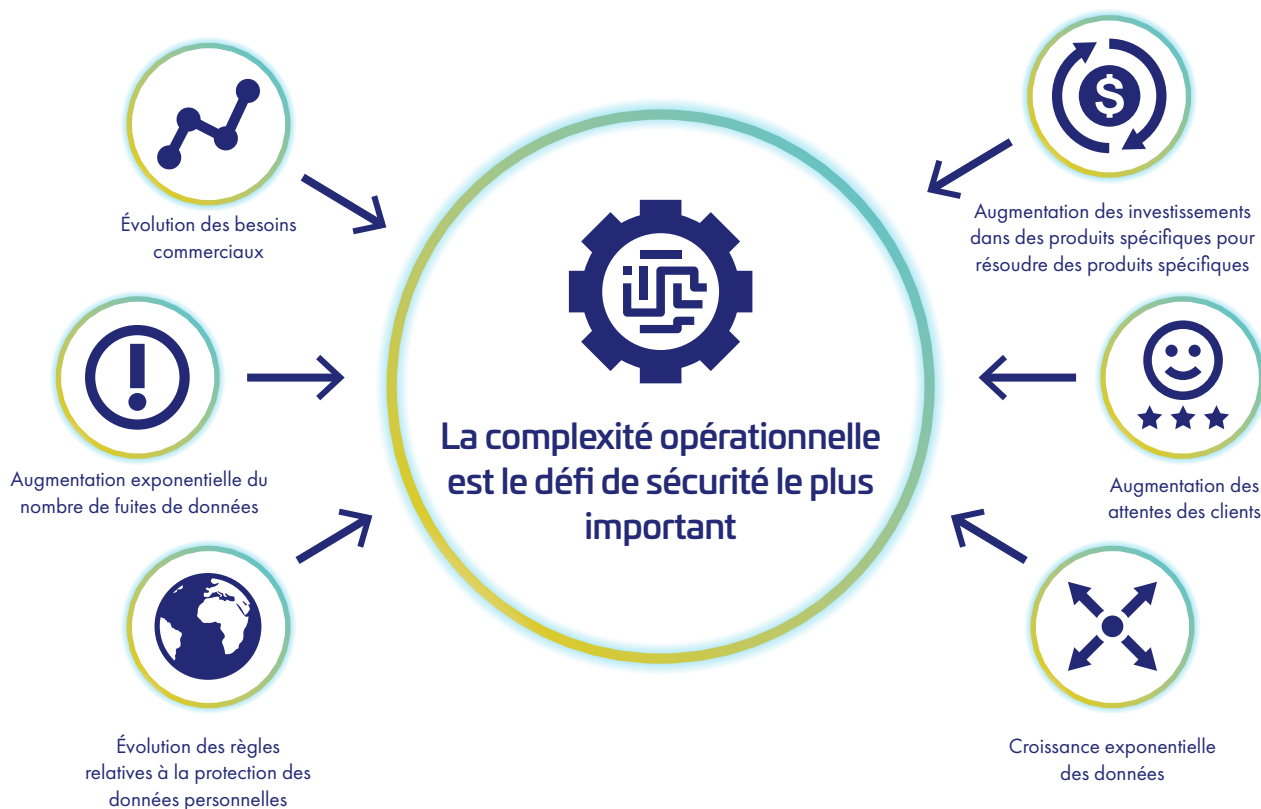 Évolution des besoins
commerciaux
Augmentation exponentielle du
nombre de fuites de données
Évolution des règles
relatives à la protection des
données personnelles
La complexité opérationnelle
est le défi de sécurité le plus
important
Augmentation des investissements
dans des produits spécifiques pour
résoudre des produits spécifiques
Augmentation des
attentes des clients
Croissance exponentielle
des données